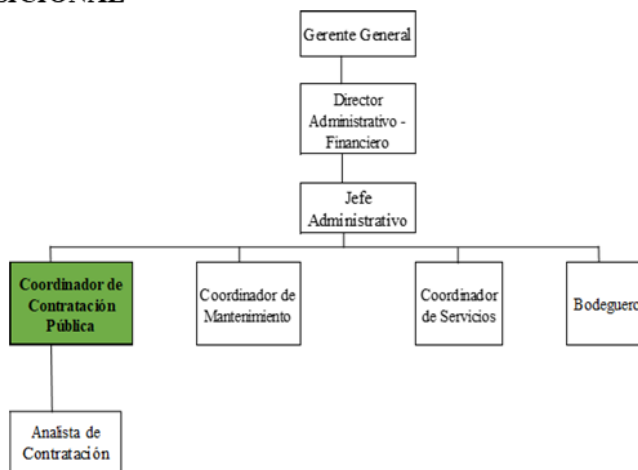 Gerente General
Director
Administrativo -
Financiero
Jefe
Administrativo
Coordinador de
Contratación
Pública
Coordinador de
Mantenimiento
Coordinador
de Servicios
Bodeguero
Analista de
Contratación